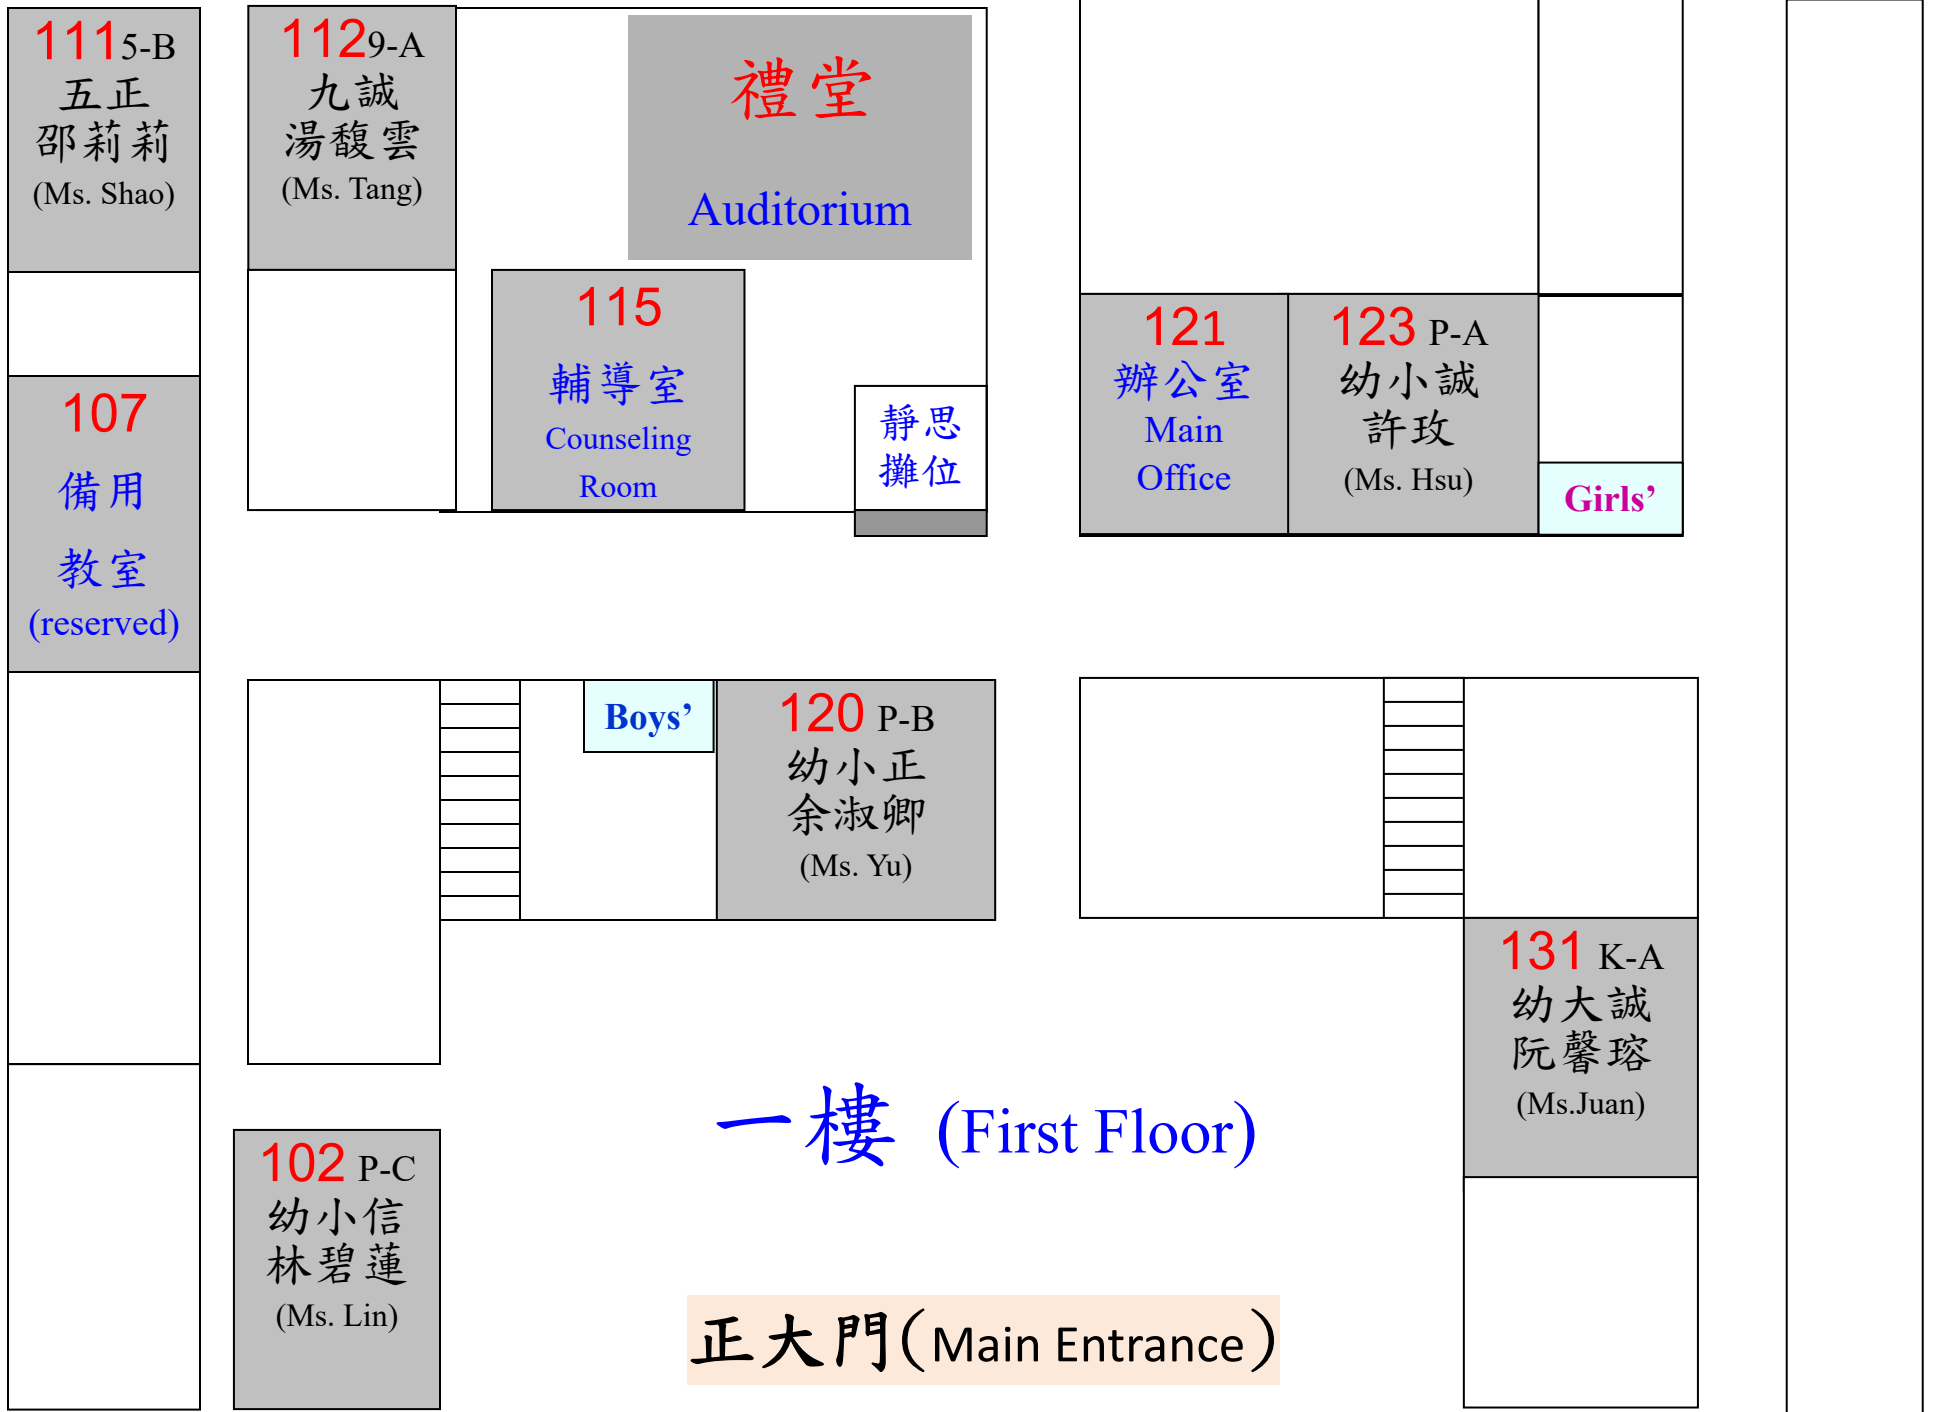 111 5-B
五正
邵莉莉
(Ms. Shao)
112 9-A
九誠
湯馥雲
(Ms. Tang)
禮堂
Auditorium
115
輔導室
Counseling
Room
靜思
攤位
121
辦公室
Main
Office
123 P-A
幼小誠
許玫
(Ms. Hsu)
Girls’
107
備用
教室
(reserved)
Boys’
120 P-B
幼小正
余淑卿
(Ms. Yu)
131 K-A
幼大誠
阮馨瑢
(Ms.Juan)
一樓 (First Floor)
102 P-C
幼小信
林碧蓮
(Ms. Lin)
正大門(Main Entrance)